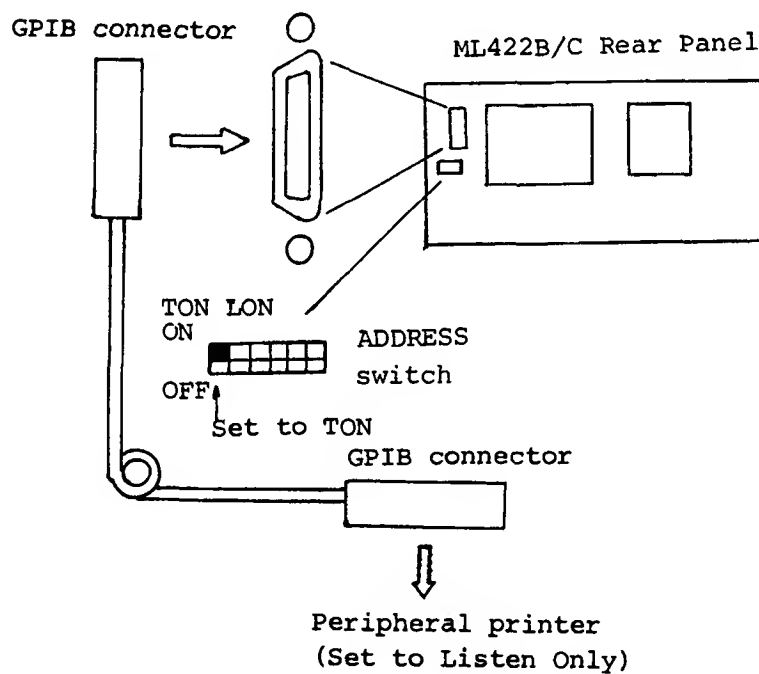 GPIB connector
ML422B/C Rear Panel
TON LON
ON
ADDRESS
switch
OFF
Set to TON
GPIB connector
Peripheral printer
(Set to Listen Only)